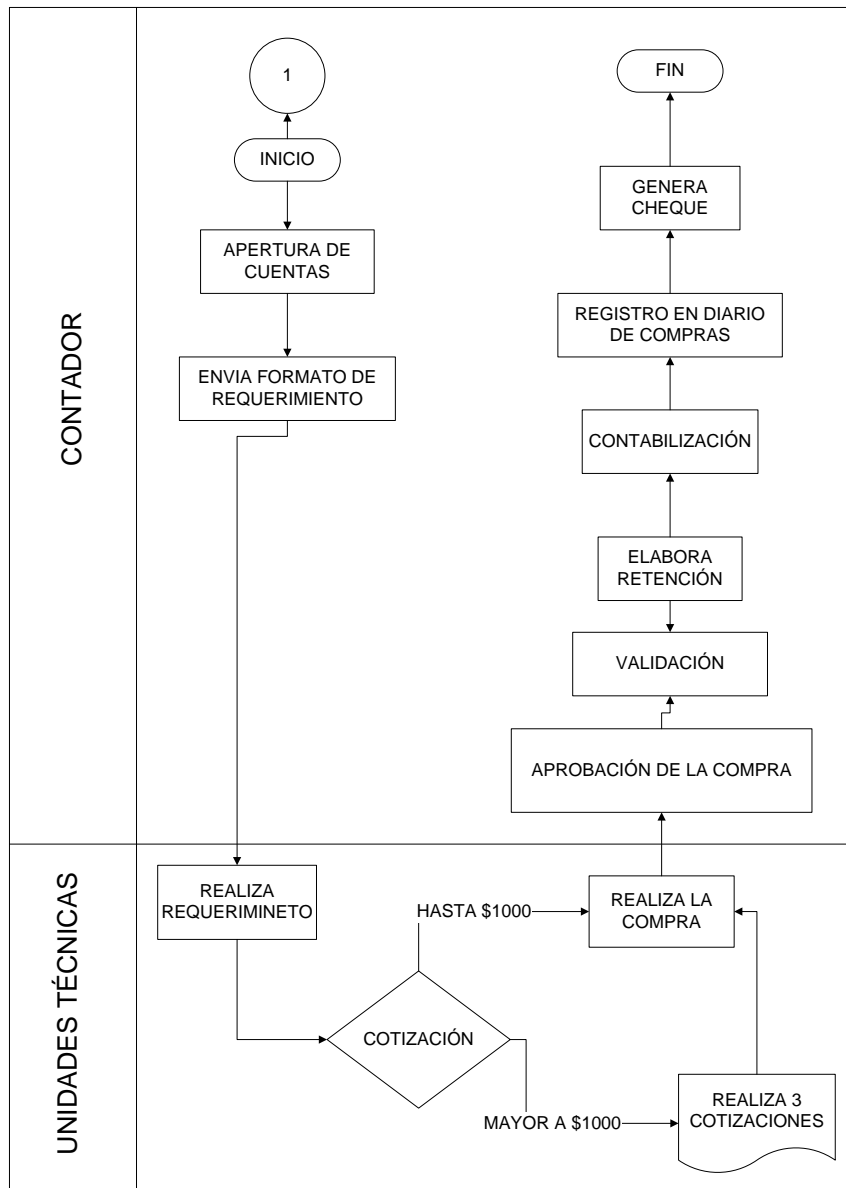 CONTADOR
1
INICIO
APERTURA DE
CUENTAS
ENVIA FORMATO DE
REQUERIMIENTO
FIN
GENERA
CHEQUE
REGISTRO EN DIARIO
DE COMPRAS
CONTABILIZACIÓN
ELABORA
RETENCIÓN
VALIDACIÓN
APROBACIÓN DE LA COMPRA
UNIDADES TÉCNICAS
REALIZA
REQUERIMINETO
HASTA $1000
REALIZA LA
COMPRA
COTIZACIÓN
MAYOR A $1000
REALIZA 3
COTIZACIONES